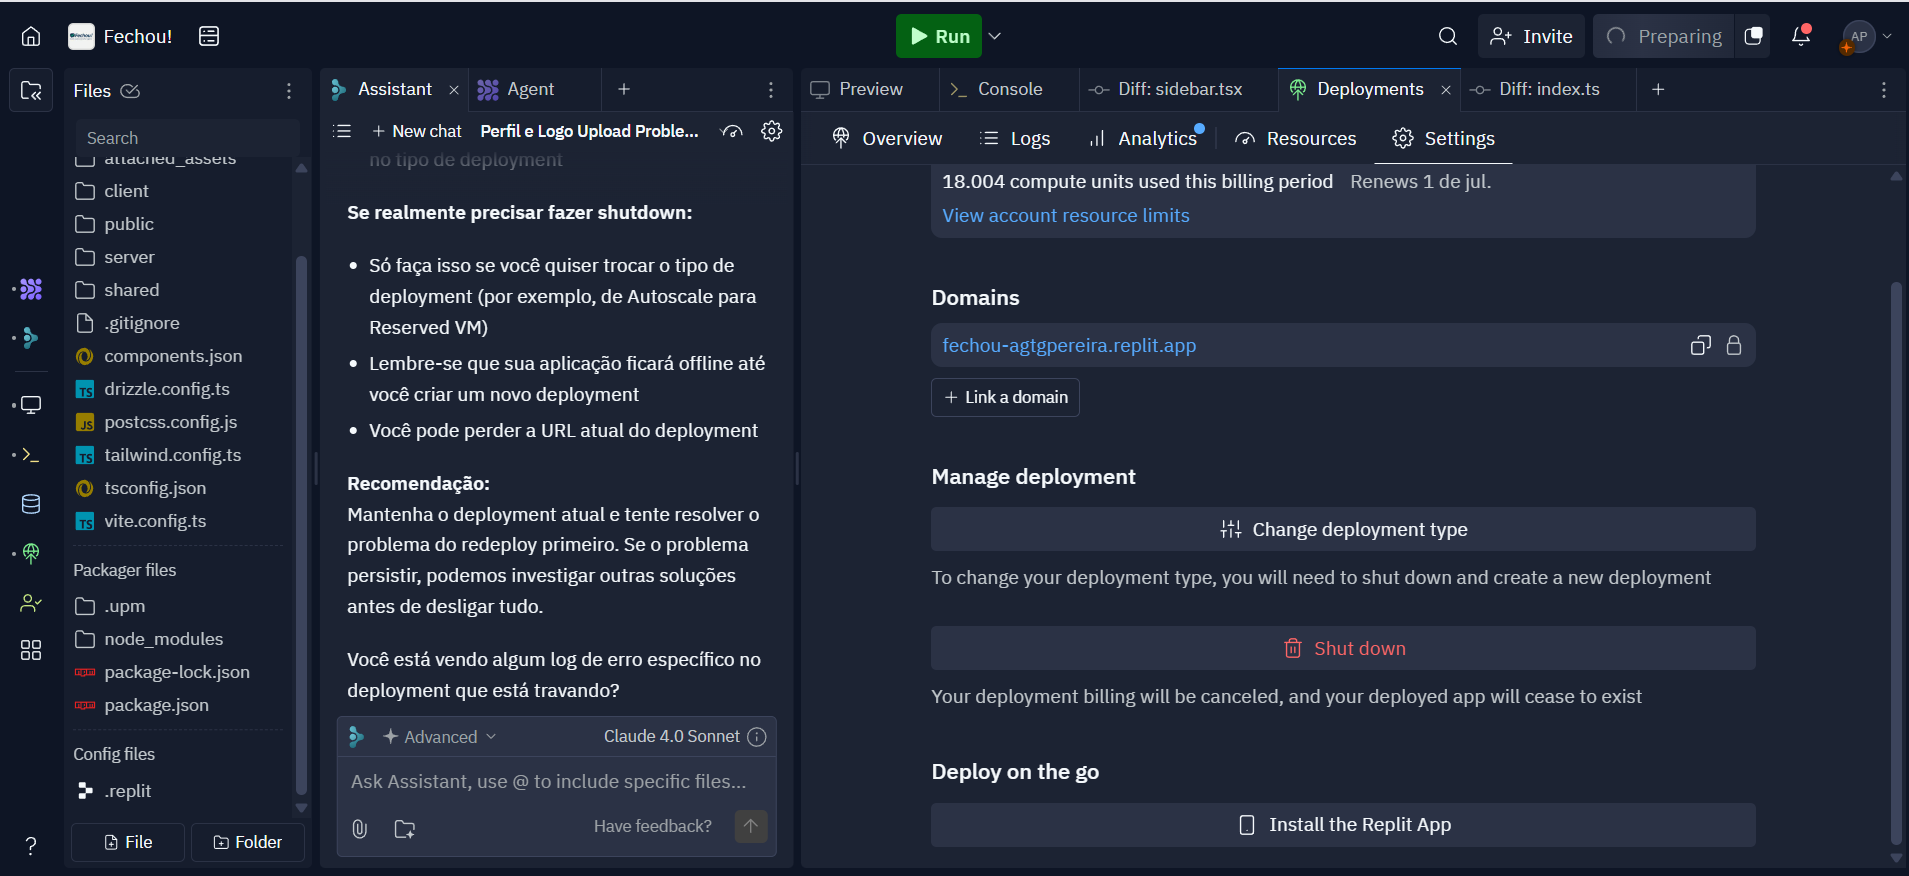 Fechou!
Run
Invite
Preparing
AP
Files
Search
attached_assets
client
public
server
shared
.gitignore
components.json
drizzle.config.ts
postcss.config.js
tailwind.config.ts
tsconfig.json
vite.config.ts
Packager files
.upm
node_modules
package-lock.json
package.json
Config files
.replit
File
Folder
Assistant
Agent
New chat
Perfil e Logo Upload Proble...
no tipo de deployment
Se realmente precisar fazer shutdown:
Só faça isso se você quiser trocar o tipo de
deployment (por exemplo, de Autoscale para
Reserved VM)
Lembre-se que sua aplicação ficará offline até
você criar um novo deployment
Você pode perder a URL atual do deployment
Recomendação:
Mantenha o deployment atual e tente resolver o
problema do redeploy primeiro. Se o problema
persistir, podemos investigar outras soluções
antes de desligar tudo.
Você está vendo algum log de erro específico no
deployment que está travando?
Advanced
Claude 4.0 Sonnet
Ask Assistant, use @ to include specific files...
Have feedback?
Preview
Console
Diff: sidebar.tsx
Deployments
Diff: index.ts
Overview
Logs
Analytics
Resources
Settings
18.004 compute units used this billing period Renews 1 de jul.
View account resource limits
Domains
fechou-agtgpereira.replit.app
+ Link a domain
Manage deployment
Change deployment type
To change your deployment type, you will need to shut down and create a new deployment
Shut down
Your deployment billing will be canceled, and your deployed app will cease to exist
Deploy on the go
Install the Replit App